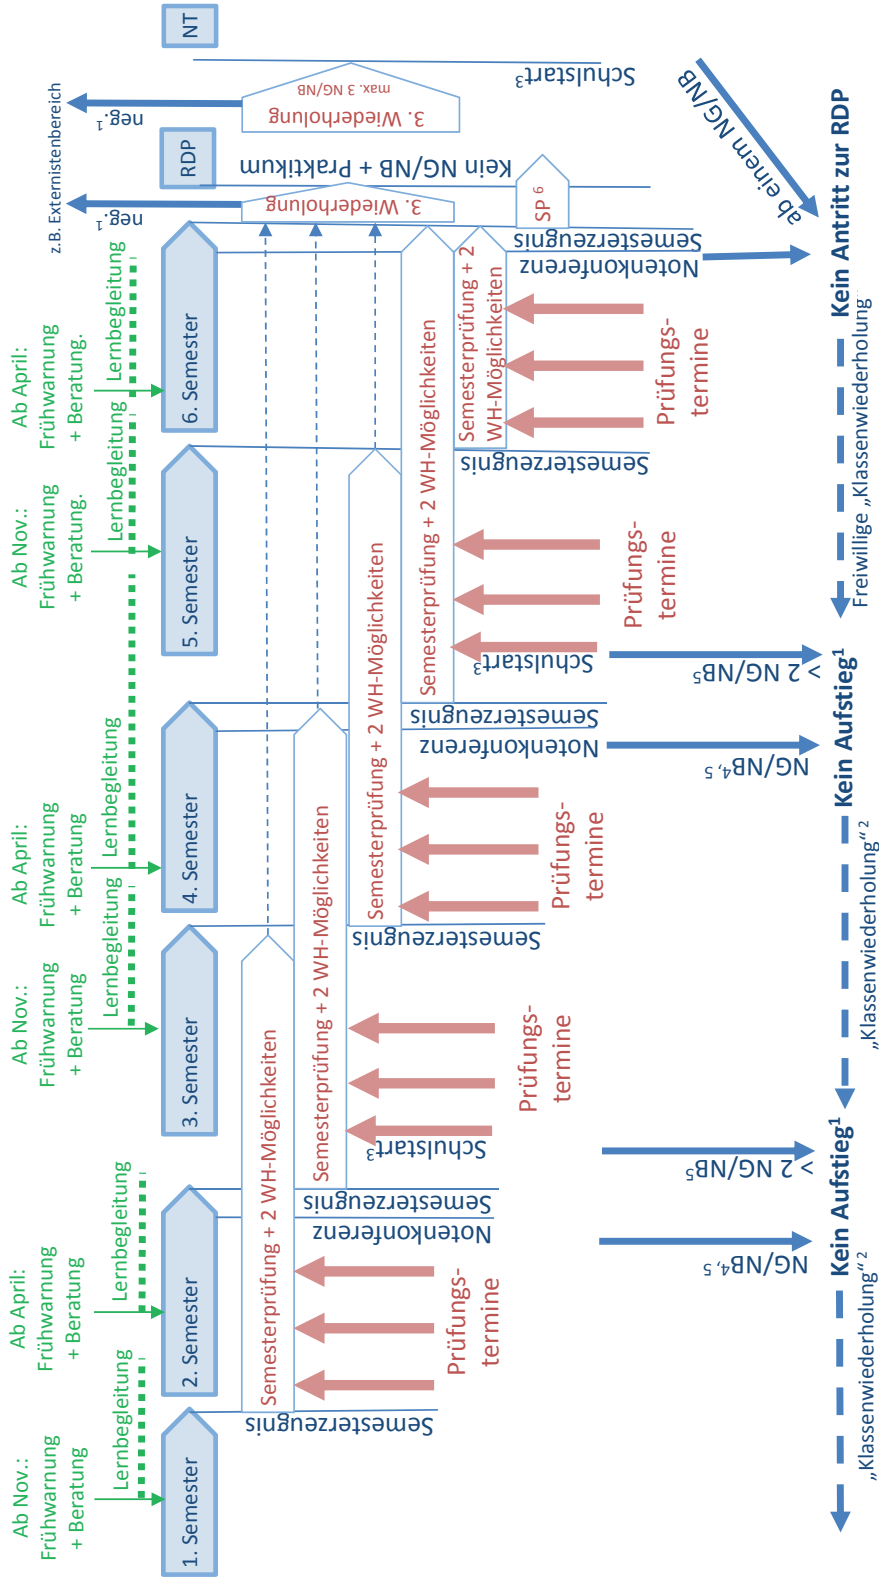 Ab Nov.:
Frühwarnung
+ Beratung
Lernbegleitung
Ab April:
Frühwarnung
+ Beratung
Lernbegleitung
Ab Nov.:
Frühwarnung
+ Beratung
Lernbegleitung
Ab April:
Frühwarnung
+ Beratung
Lernbegleitung
Ab Nov.:
Frühwarnung
+ Beratung.
Lernbegleitung
Ab April:
Frühwarnung
+ Beratung.
Lernbegleitung
z.B. Externistenbereich
neg.¹
neg.¹
1. Semester
2. Semester
3. Semester
4. Semester
5. Semester
6. Semester
RDP
NT
Semesterprüfung + 2 WH-Möglichkeiten
Semesterprüfung + 2 WH-Möglichkeiten
Semesterprüfung + 2 WH-Möglichkeiten
Semesterprüfung + 2 WH-Möglichkeiten
Semesterprüfung + 2
WH-Möglichkeiten
3. Wiederholung
3. Wiederholung
max. 3 NG/NB
Kein NG/NB + Praktikum
SP ⁶
Schulstart³
Semesterzeugnis
Prüfungs-
termine
Notenkonferenz
Semesterzeugnis
Schulstart³
Prüfungs-
termine
Semesterzeugnis
Prüfungs-
termine
Notenkonferenz
Semesterzeugnis
Schulstart³
Prüfungs-
termine
Semesterzeugnis
Prüfungs-
termine
Notenkonferenz
Semesterzeugnis
NG/NB⁴˒ ⁵
> 2 NG/NB⁵
NG/NB⁴˒ ⁵
> 2 NG/NB⁵
ab einem NG/NB
Kein Aufstieg¹
Kein Aufstieg¹
Kein Antritt zur RDP
„Klassenwiederholung“ ²
„Klassenwiederholung“ ²
Freiwillige „Klassenwiederholung“